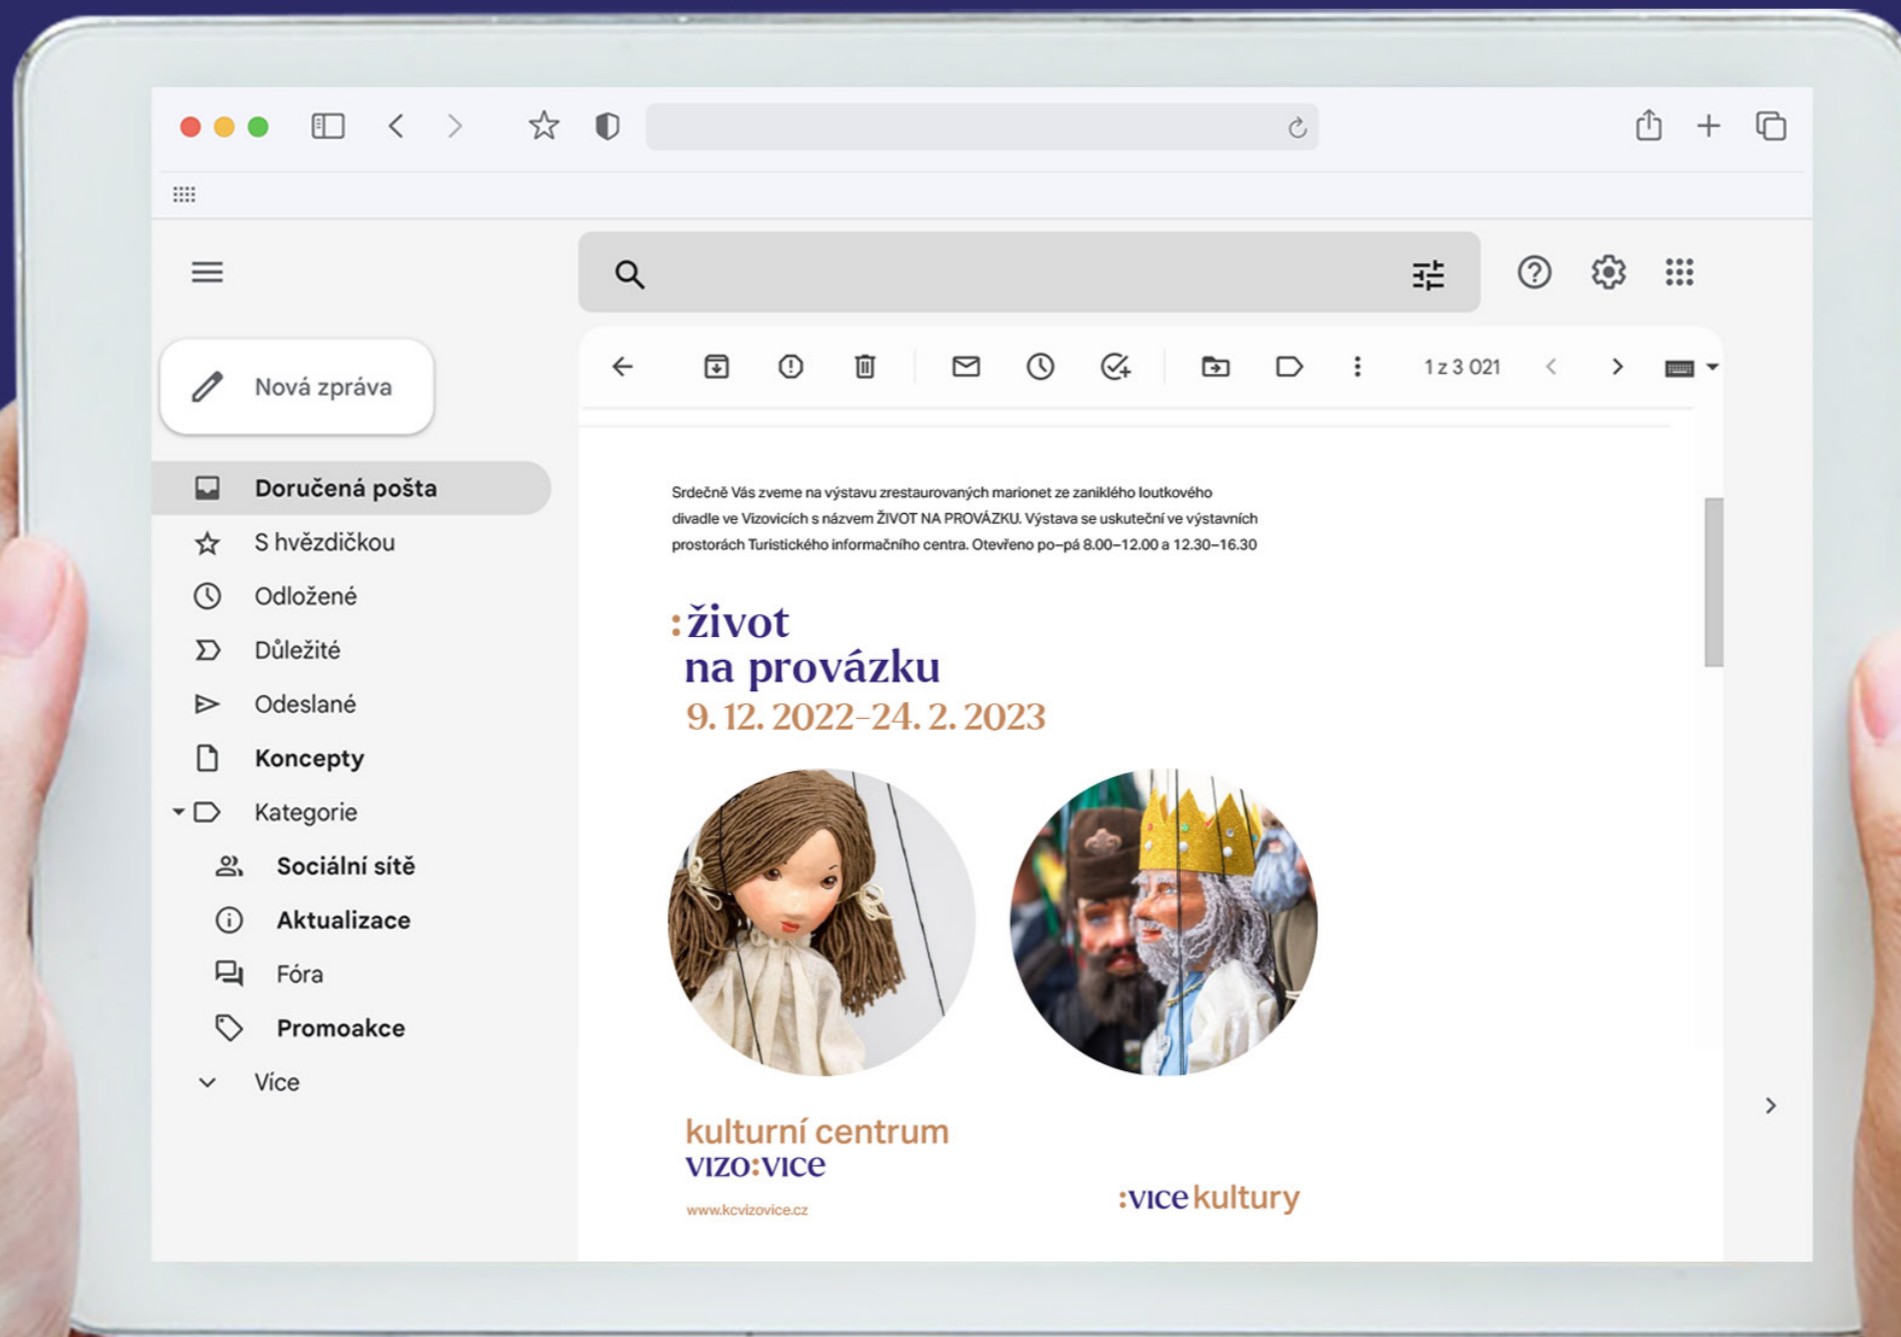 Nová zpráva
Doručená pošta
S hvězdičkou
Odložené
Důležité
Odeslané
Koncepty
Kategorie
Sociální sítě
Aktualizace
Fóra
Promoakce
Více
1 z 3 021
Srdečně Vás zveme na výstavu zrestaurovaných marionet ze zaniklého loutkového
divadle ve Vizovicích s názvem ŽIVOT NA PROVÁZKU. Výstava se uskuteční ve výstavních
prostorách Turistického informačního centra. Otevřeno po–pá 8.00–12.00 a 12.30–16.30
:život
na provázku
9. 12. 2022–24. 2. 2023
kulturní centrum
vizo:vice
www.kcvizovice.cz
:vice kultury